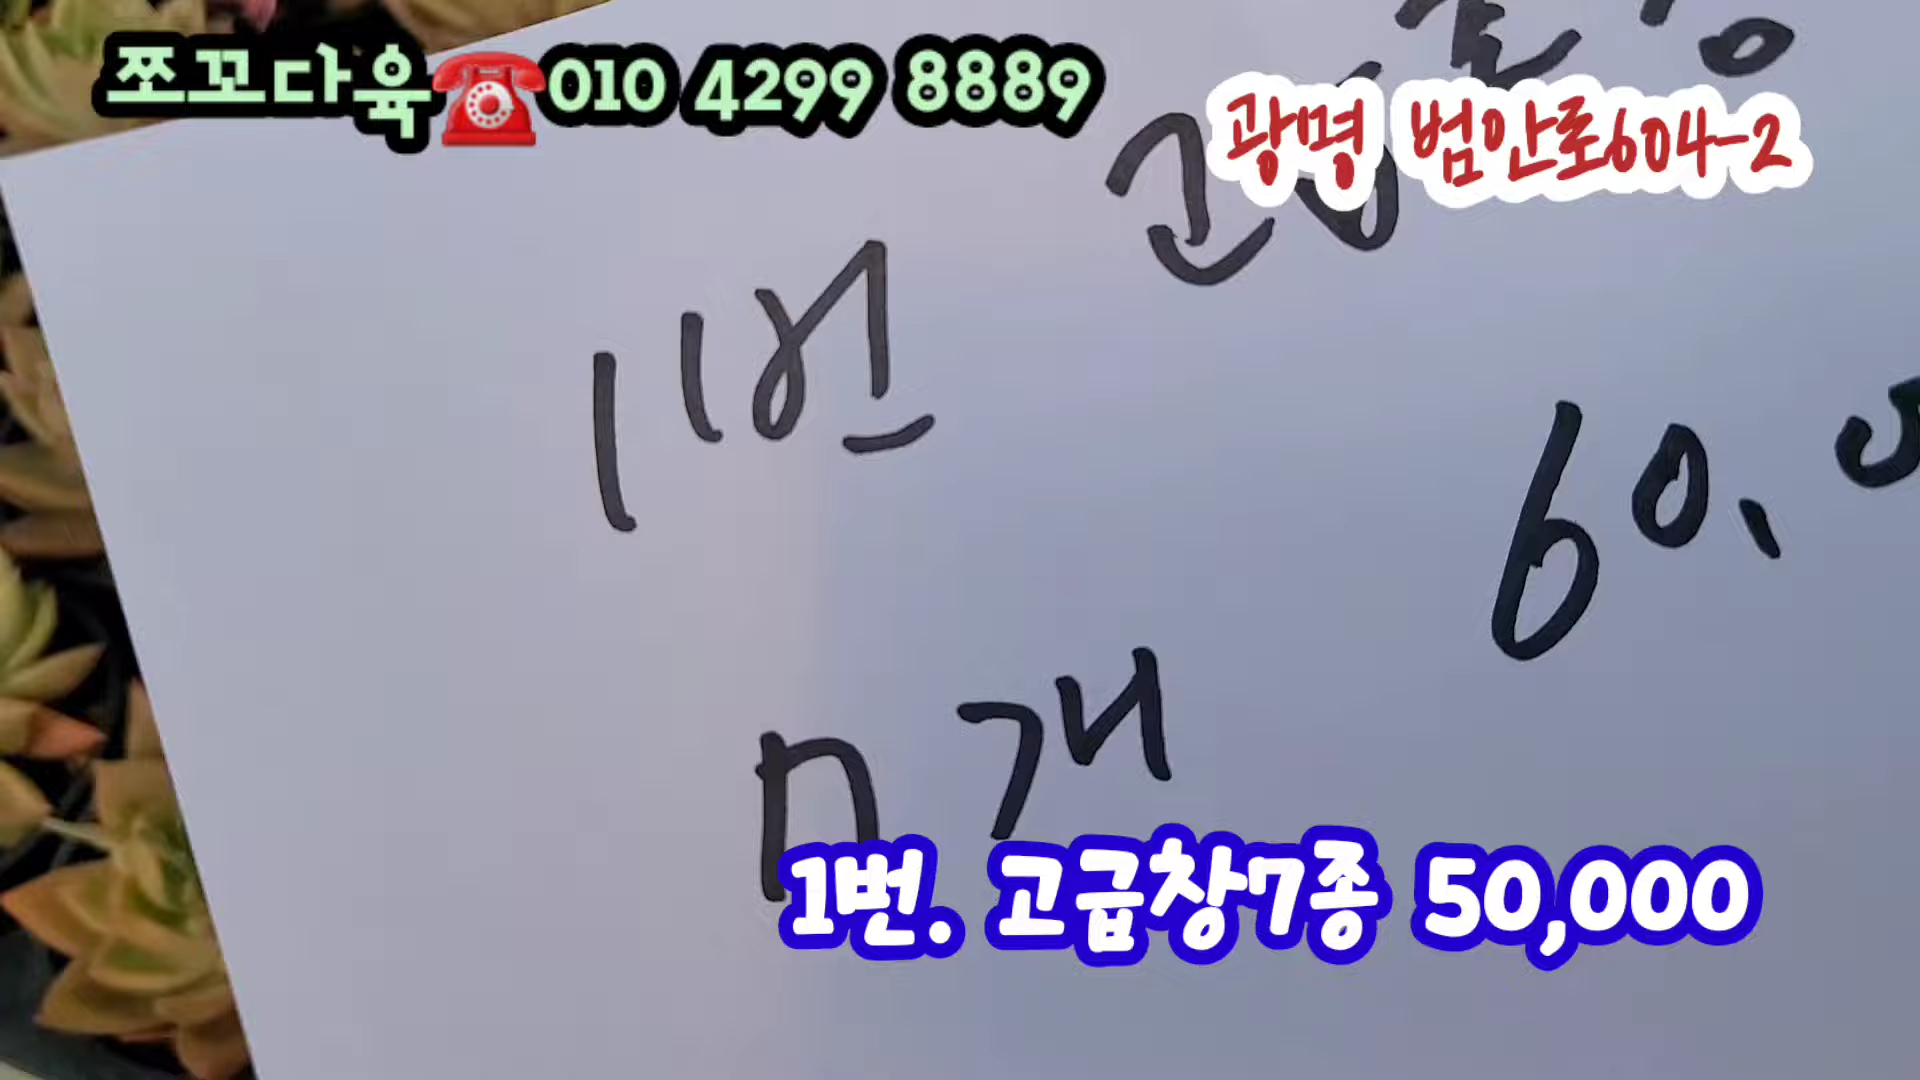 쪼꼬다육☎010 4299 8889
광명 범안로604-2
11번
60.0
7개
1번. 고급창7종 50,000